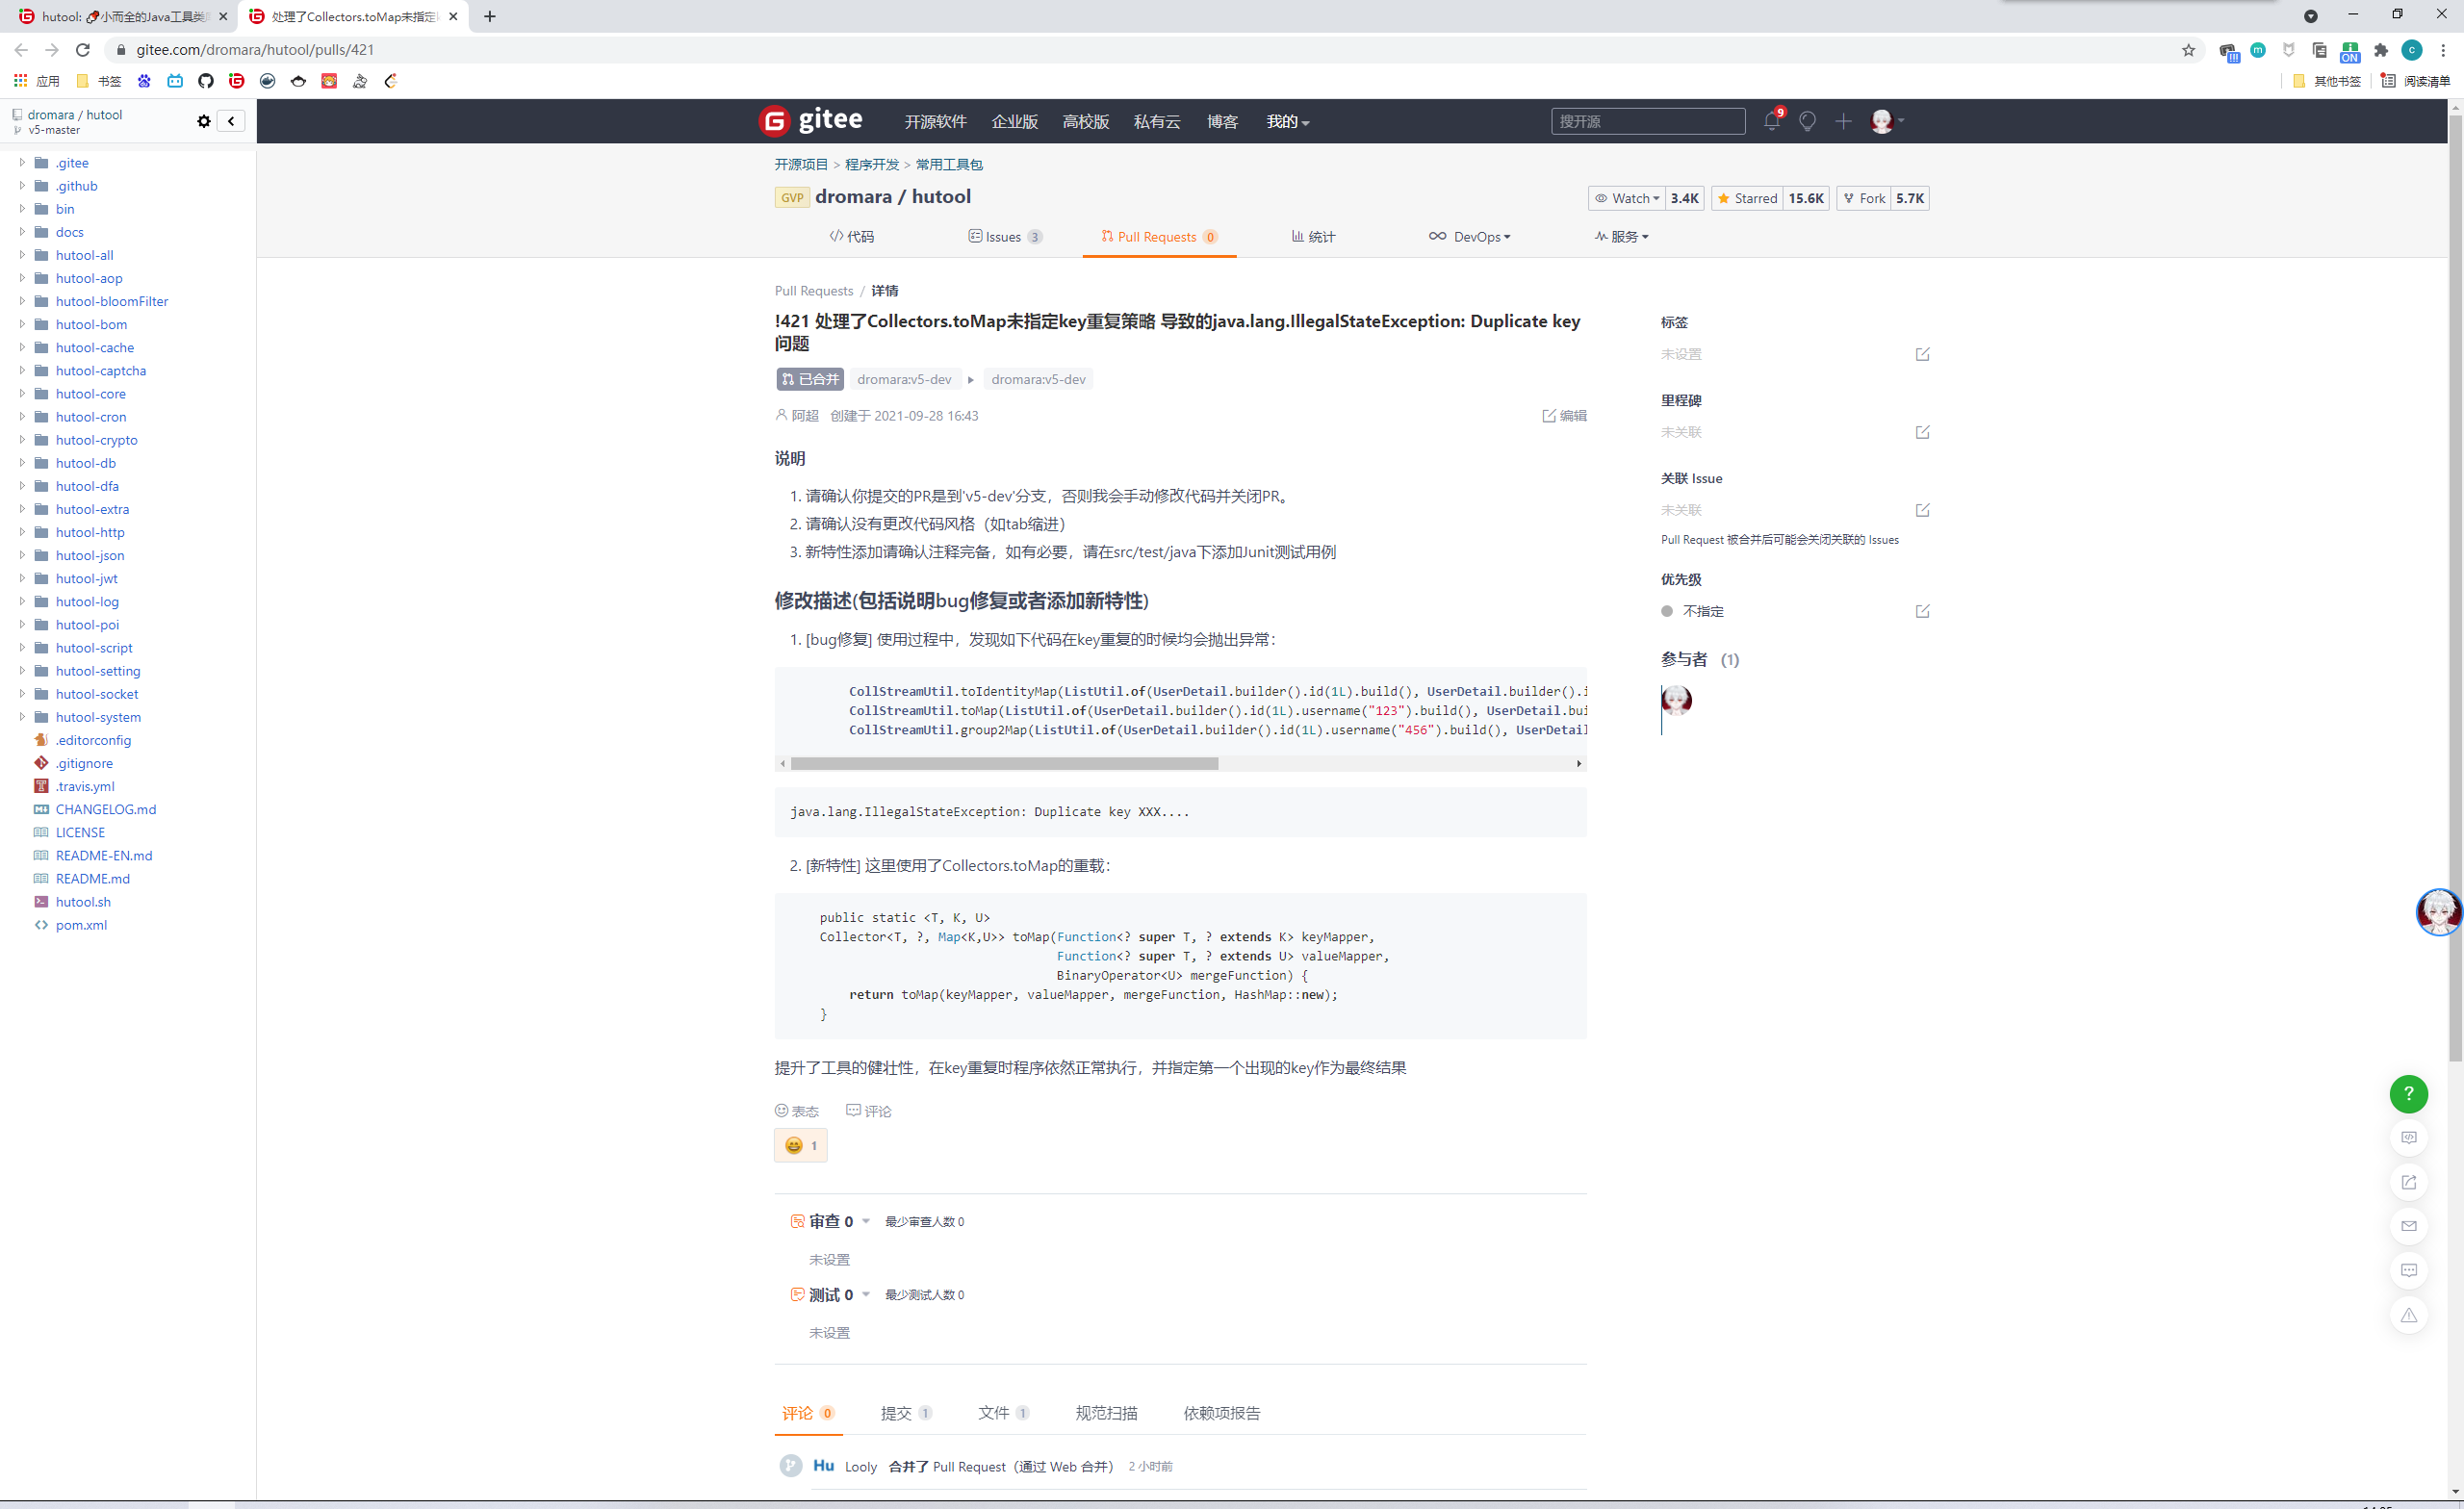 hutool: 小而全的Java工具类
处理了Collectors.toMap未指定
gitee.com/dromara/hutool/pulls/421
应用
书签
其他书签
阅读清单
dromara / hutool
v5-master
.gitee
.github
bin
docs
hutool-all
hutool-aop
hutool-bloomFilter
hutool-bom
hutool-cache
hutool-captcha
hutool-core
hutool-cron
hutool-crypto
hutool-db
hutool-dfa
hutool-extra
hutool-http
hutool-json
hutool-jwt
hutool-log
hutool-poi
hutool-script
hutool-setting
hutool-socket
hutool-system
.editorconfig
.gitignore
.travis.yml
CHANGELOG.md
LICENSE
README-EN.md
README.md
hutool.sh
pom.xml
gitee 开源软件 企业版 高校版 私有云 博客 我的 搜开源 9
开源项目 > 程序开发 > 常用工具包
GVP dromara / hutool
Watch 3.4K Starred 15.6K Fork 5.7K
代码 Issues 3 Pull Requests 0 统计 DevOps 服务
Pull Requests / 详情
!421 处理了Collectors.toMap未指定key重复策略 导致的java.lang.IllegalStateException: Duplicate key
问题
已合并 dromara:v5-dev dromara:v5-dev
阿超 创建于 2021-09-28 16:43 编辑
说明
1. 请确认你提交的PR是到'v5-dev'分支，否则我会手动修改代码并关闭PR。
2. 请确认没有更改代码风格（如tab缩进）
3. 新特性添加请确认注释完备，如有必要，请在src/test/java下添加Junit测试用例
修改描述(包括说明bug修复或者添加新特性)
1. [bug修复] 使用过程中，发现如下代码在key重复的时候均会抛出异常：
CollStreamUtil.toIdentityMap(ListUtil.of(UserDetail.builder().id(1L).build(), UserDetail.builder().i
CollStreamUtil.toMap(ListUtil.of(UserDetail.builder().id(1L).username("123").build(), UserDetail.bui
CollStreamUtil.group2Map(ListUtil.of(UserDetail.builder().id(1L).username("456").build(), UserDetail
java.lang.IllegalStateException: Duplicate key XXX....
2. [新特性] 这里使用了Collectors.toMap的重载：
public static <T, K, U>
Collector<T, ?, Map<K,U>> toMap(Function<? super T, ? extends K> keyMapper,
Function<? super T, ? extends U> valueMapper,
BinaryOperator<U> mergeFunction) {
return toMap(keyMapper, valueMapper, mergeFunction, HashMap::new);
}
提升了工具的健壮性，在key重复时程序依然正常执行，并指定第一个出现的key作为最终结果
表态 评论
1
审查 0 最少审查人数 0
未设置
测试 0 最少测试人数 0
未设置
评论 0 提交 1 文件 1 规范扫描 依赖项报告
Hu Looly 合并了 Pull Request（通过 Web 合并） 2 小时前
标签
未设置
里程碑
未关联
关联 Issue
未关联
Pull Request 被合并后可能会关闭关联的 Issues
优先级
不指定
参与者 (1)